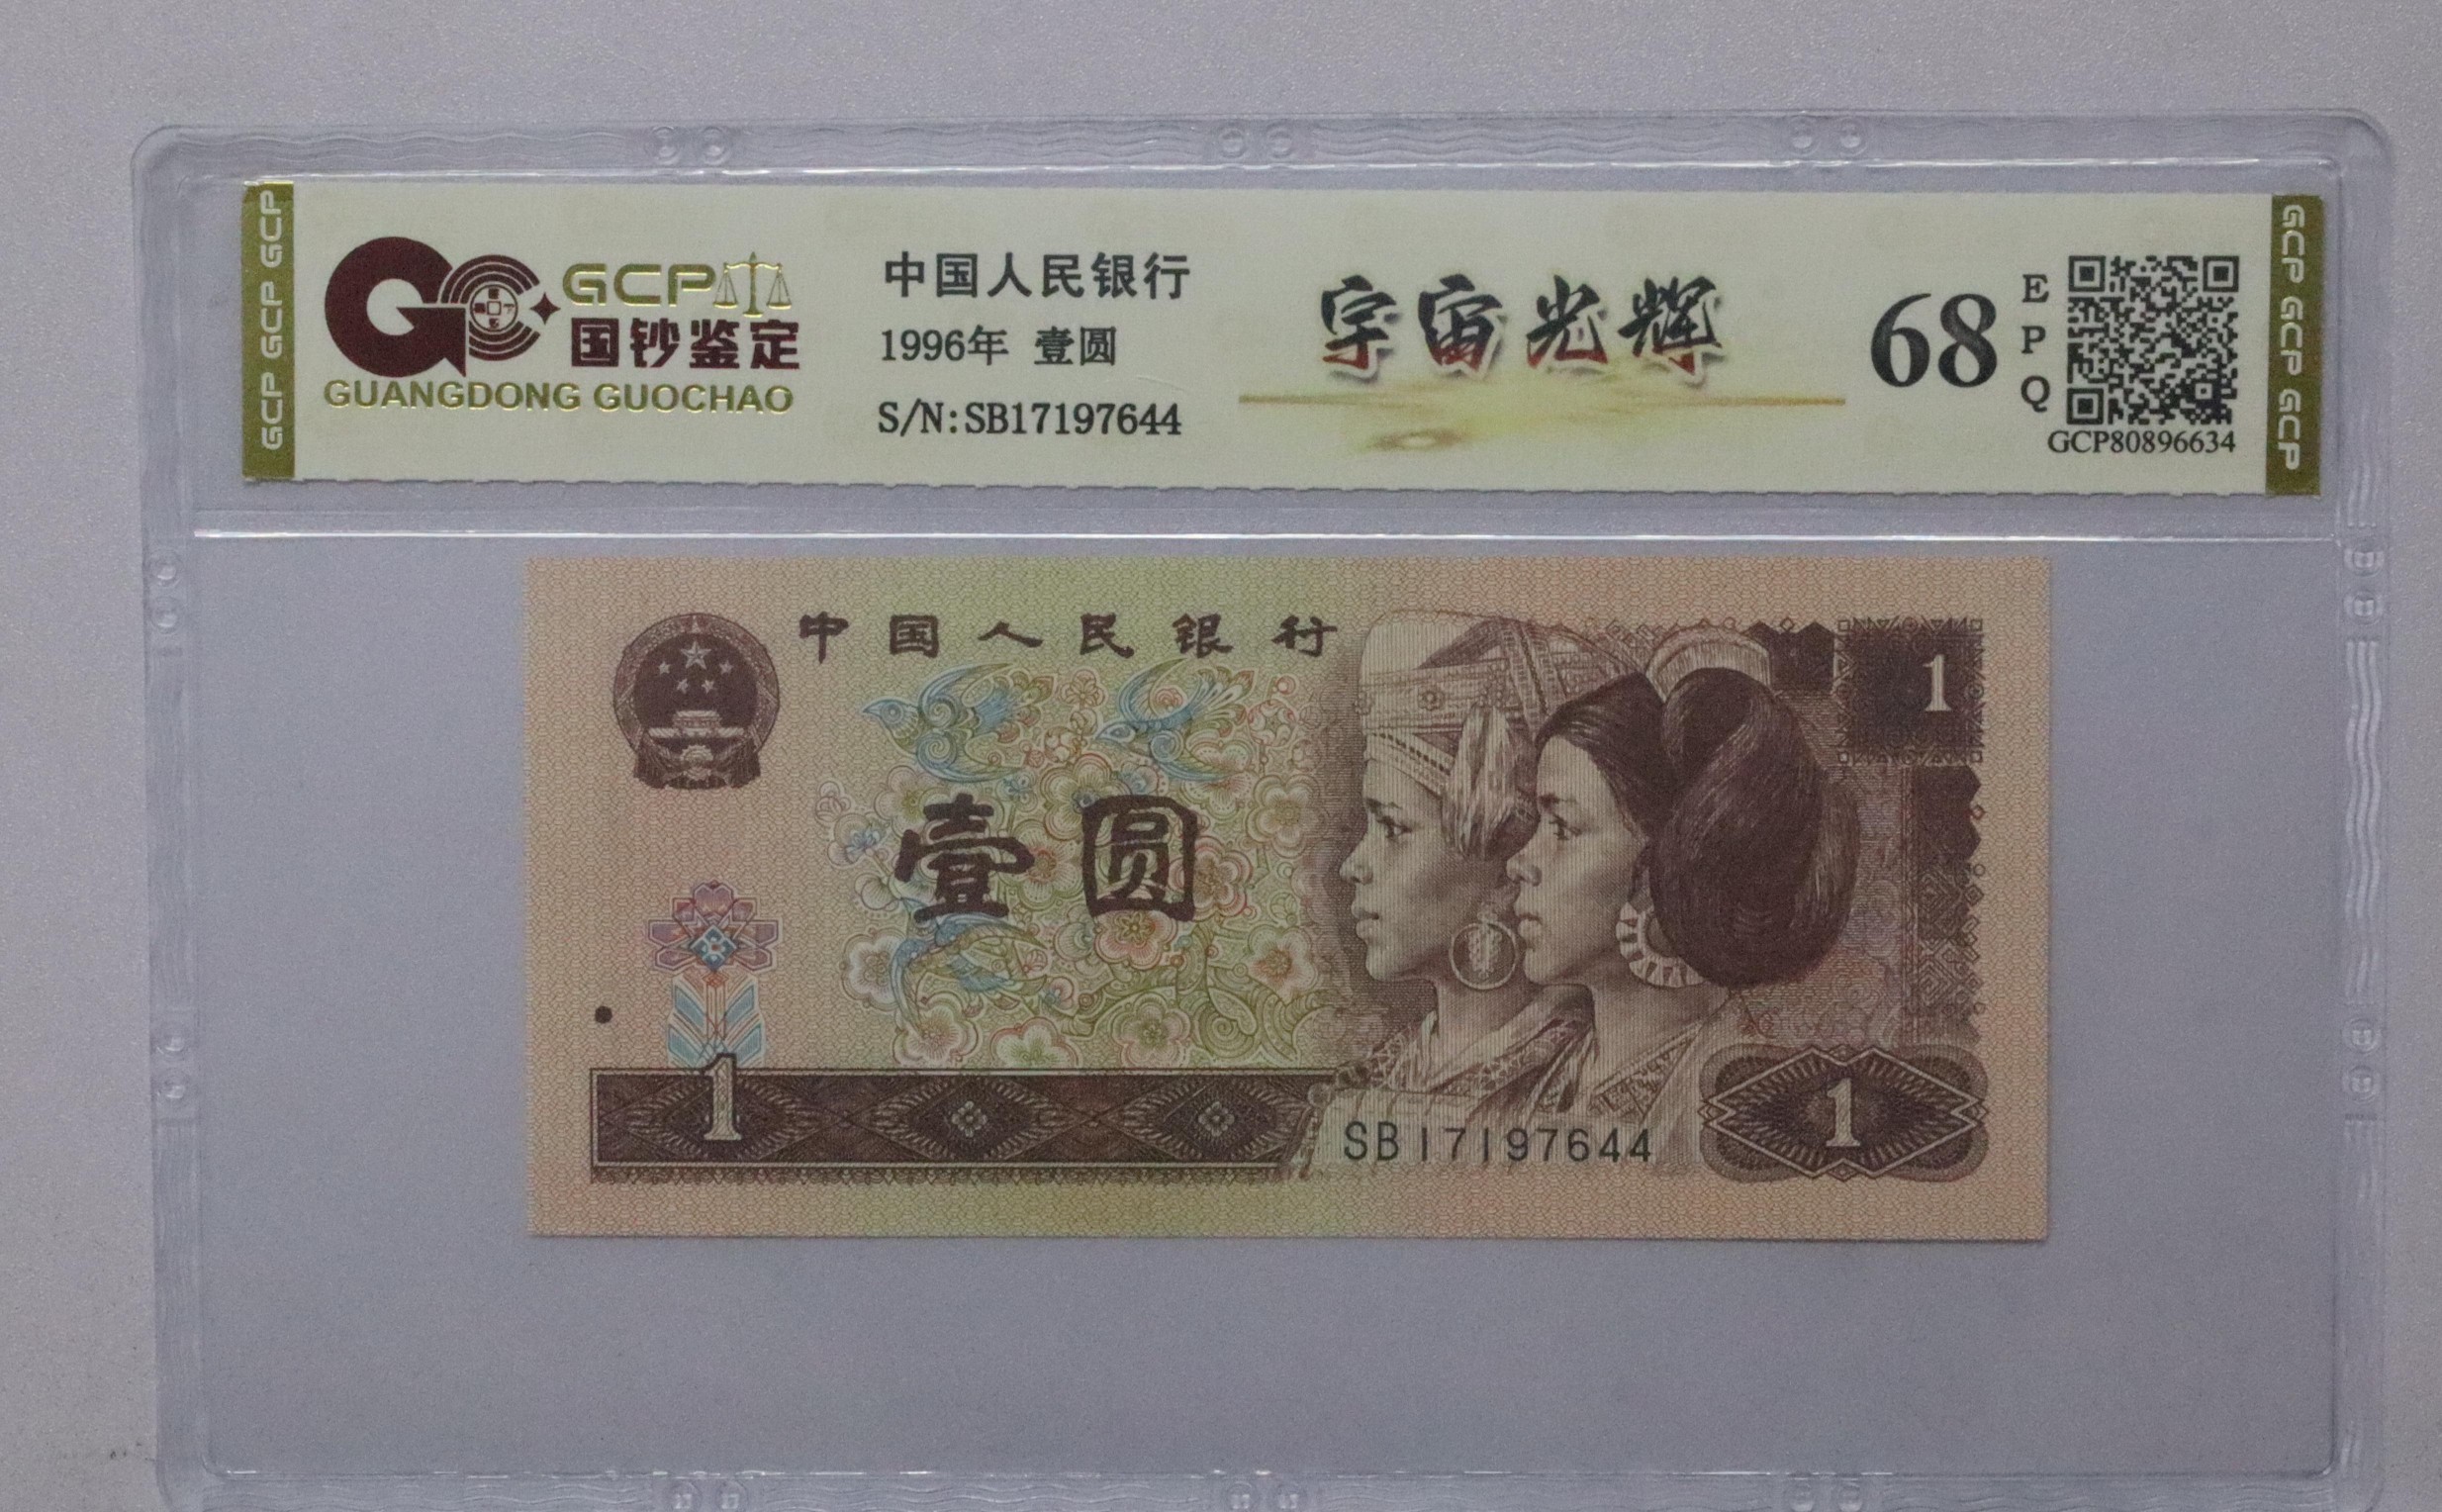 GCP GCP GCP
GCP
国钞鉴定
GUANGDONG GUOCHAO
中国人民银行
1996年 壹圆
S/N:SB17197644
宇宙光辉
68
E
P
Q
GCP80896634
GCP GCP GCP
中国人民银行
1
壹圆
1
SB17197644
1